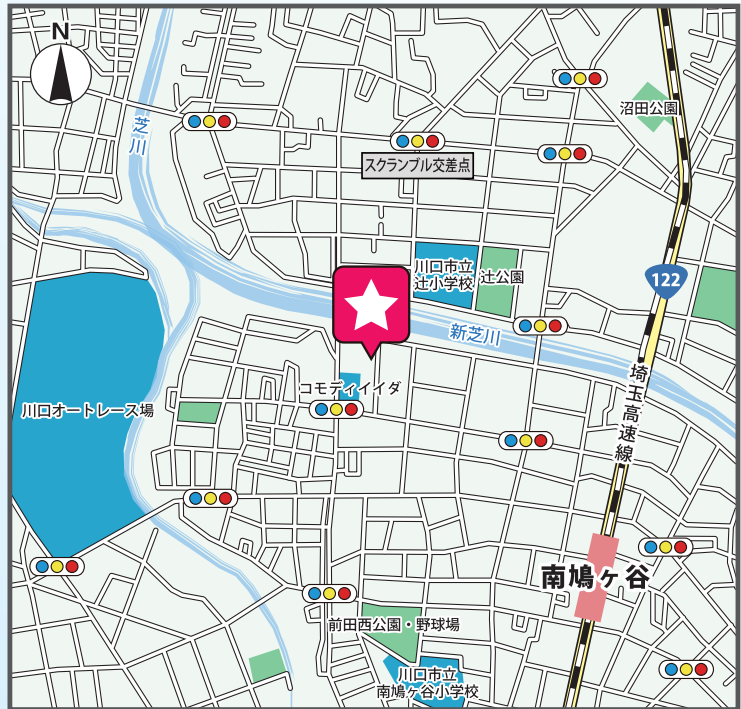 N
沼田公園
芝川
スクランブル交差点
川口市立
辻小学校
辻公園
122
新芝川
埼玉高速線
コモディイイダ
川口オートレース場
南鳩ヶ谷
前田西公園・野球場
川口市立
南鳩ヶ谷小学校